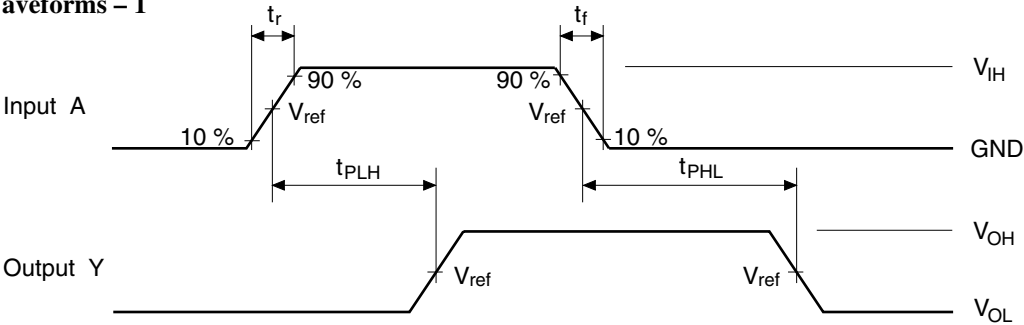 aveforms – 1
tr tf
90 % 90 % VIH
Input A Vref Vref
10 % 10 % GND
tPLH tPHL
VOH
Output Y Vref Vref
VOL